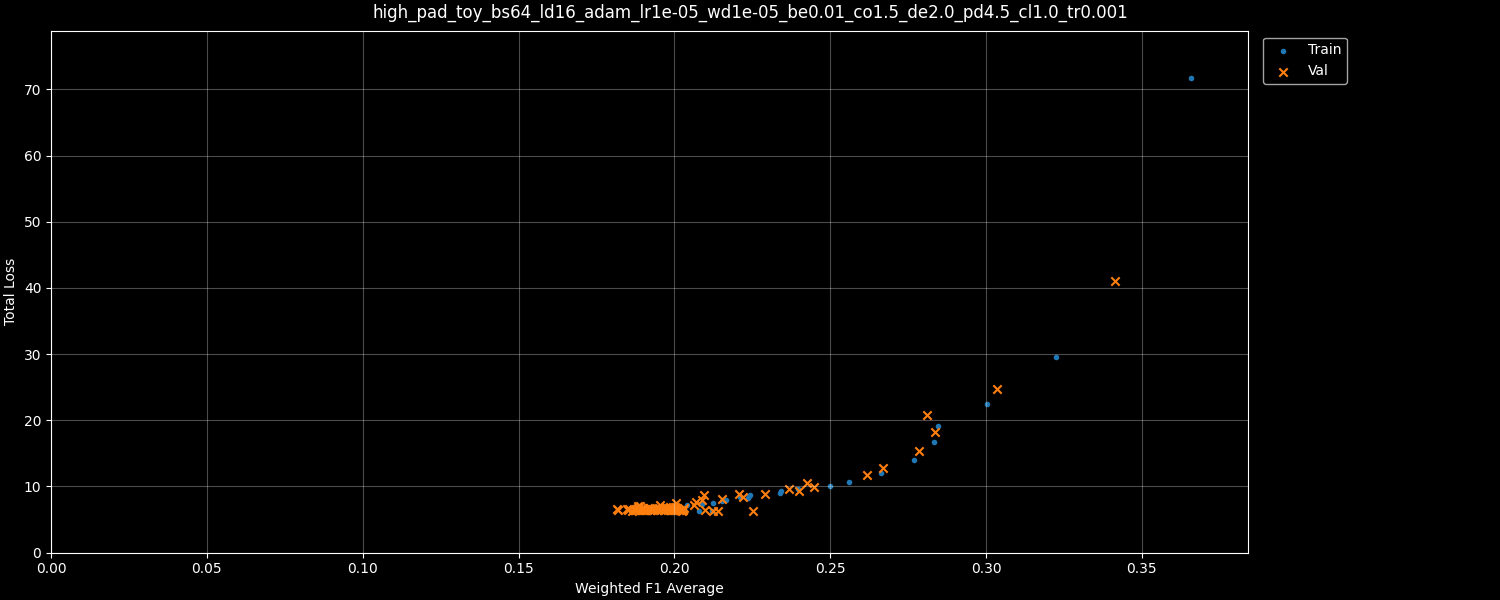 high_pad_toy_bs64_ld16_adam_lr1e-05_wd1e-05_be0.01_co1.5_de2.0_pd4.5_cl1.0_tr0.001
Train
Val
Total Loss
70
60
50
40
30
20
10
0
0.00 0.05 0.10 0.15 0.20 0.25 0.30 0.35
Weighted F1 Average